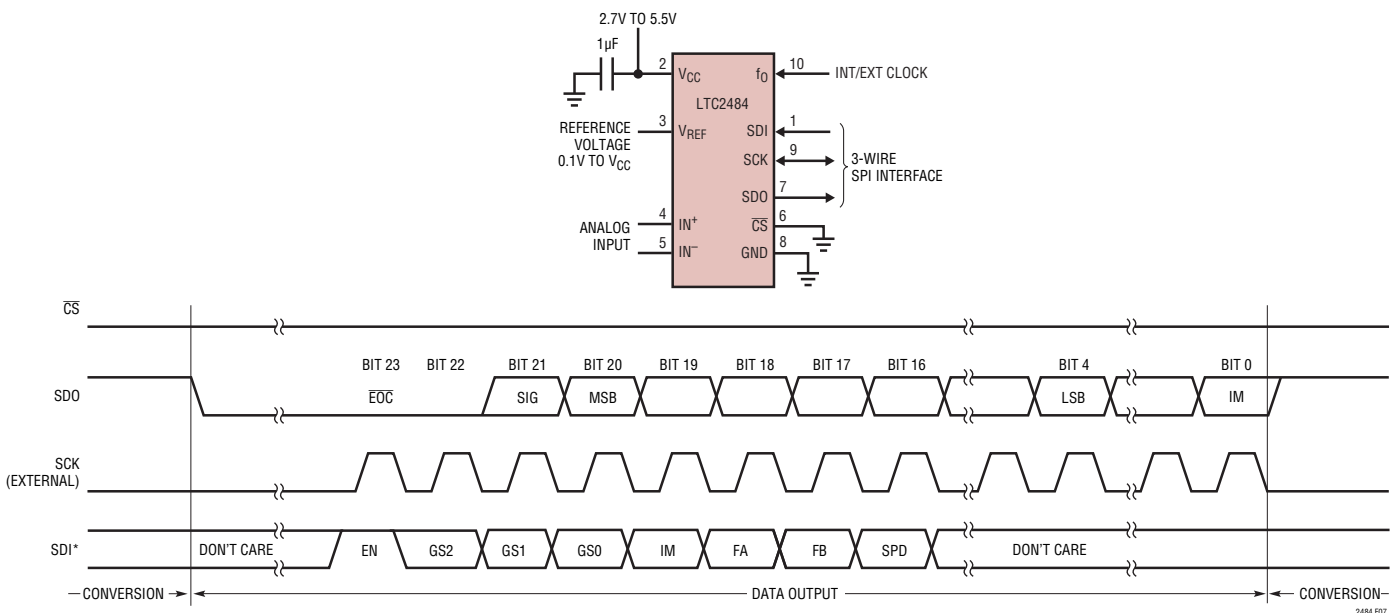 2.7V TO 5.5V
1µF
2 VCC
fO 10 INT/EXT CLOCK
LTC2484
REFERENCE
VOLTAGE
0.1V TO VCC
3 VREF
SDI 1
SCK 9
SDO 7
3-WIRE
SPI INTERFACE
ANALOG
INPUT
4 IN+
5 IN–
CS 6
GND 8
CS
BIT 23 BIT 22 BIT 21 BIT 20 BIT 19 BIT 18 BIT 17 BIT 16 BIT 4 BIT 0
SDO EOC SIG MSB LSB IM
SCK
(EXTERNAL)
SDI* DON'T CARE EN GS2 GS1 GS0 IM FA FB SPD DON'T CARE
CONVERSION DATA OUTPUT CONVERSION
2484 F07